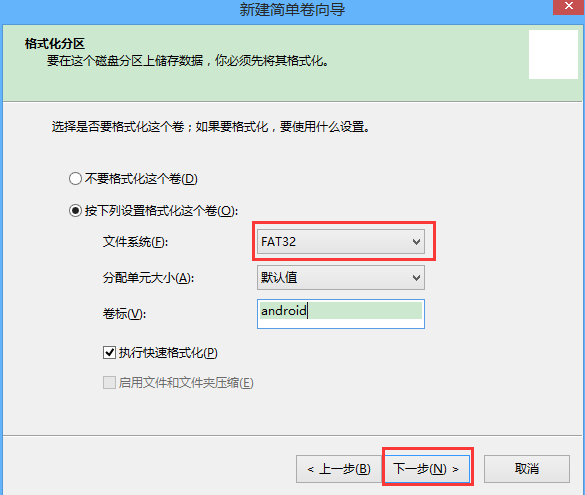 新建简单卷向导
格式化分区
要在这个磁盘分区上储存数据，你必须先将其格式化。
选择是否要格式化这个卷；如果要格式化，要使用什么设置。
不要格式化这个卷(D)
按下列设置格式化这个卷(O):
文件系统(F): FAT32
分配单元大小(A): 默认值
卷标(V): android
执行快速格式化(P)
启用文件和文件夹压缩(E)
< 上一步(B) 下一步(N) > 取消